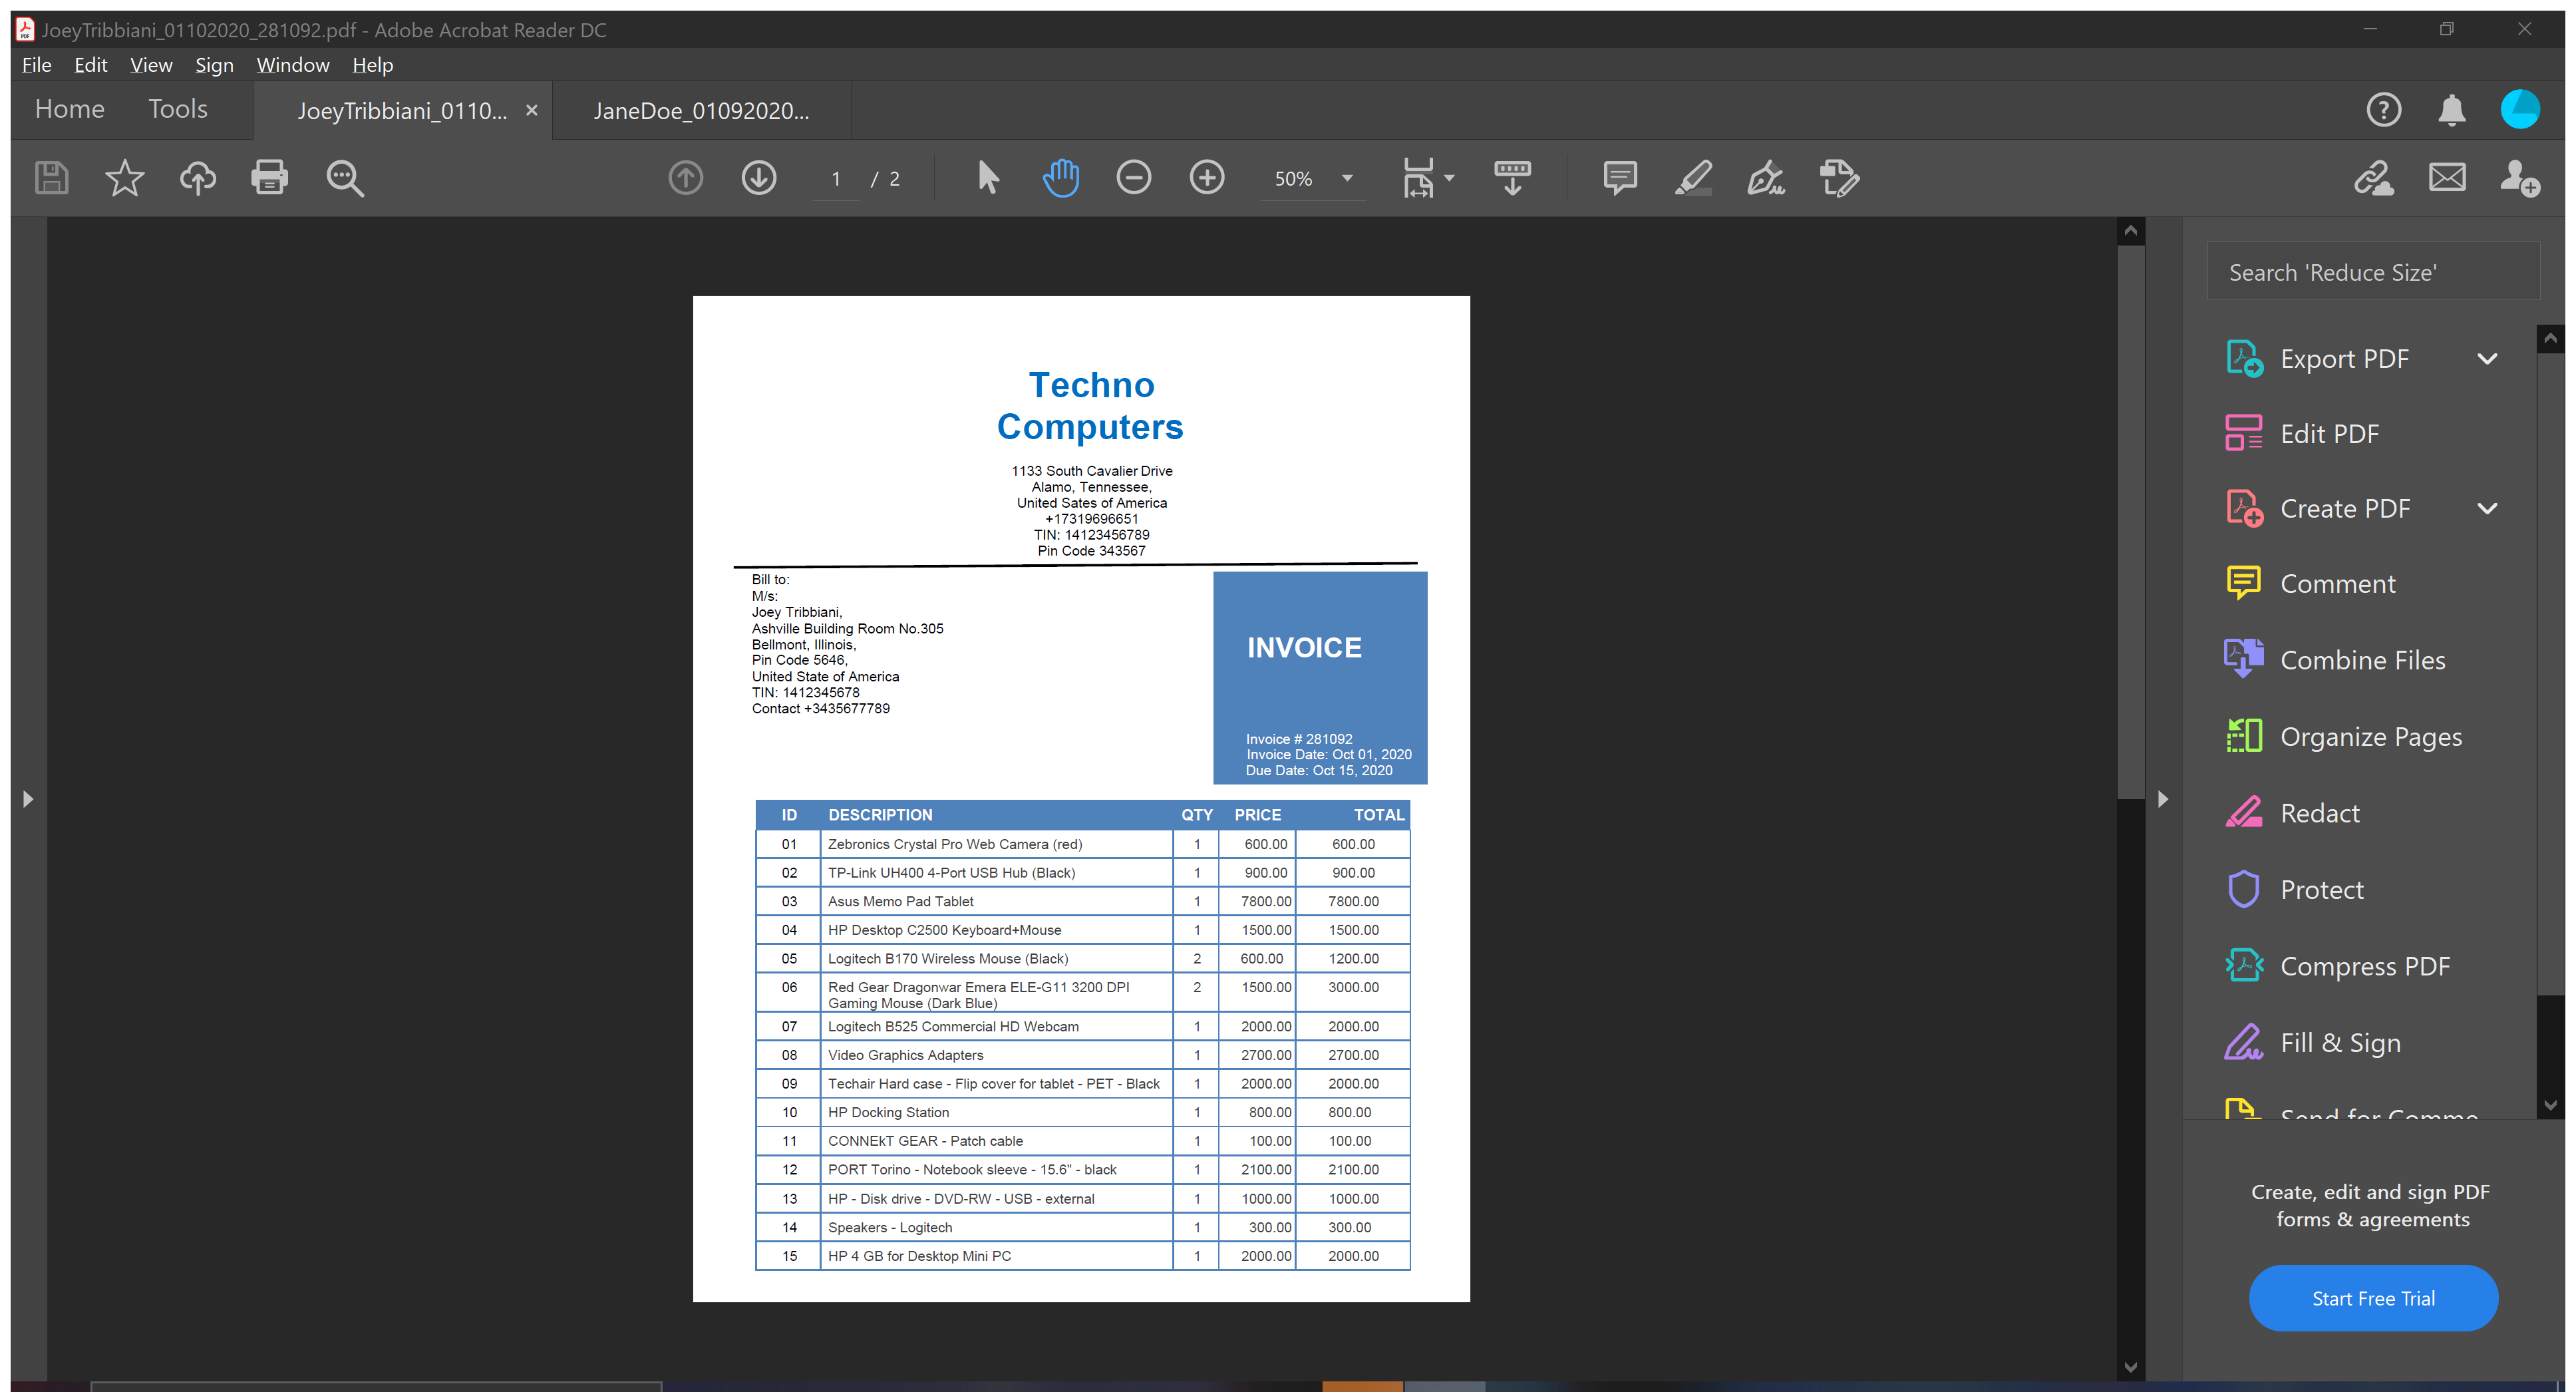 JoeyTribbiani_01102020_281092.pdf - Adobe Acrobat Reader DC
File Edit View Sign Window Help
Home Tools JoeyTribbiani_0110... × JaneDoe_01092020...
1 / 2 50%
Search 'Reduce Size'
Export PDF
Edit PDF
Create PDF
Comment
Combine Files
Organize Pages
Redact
Protect
Compress PDF
Fill & Sign
Send for Comme
Create, edit and sign PDF
forms & agreements
Start Free Trial
Techno
Computers
1133 South Cavalier Drive
Alamo, Tennessee,
United Sates of America
+17319696651
TIN: 14123456789
Pin Code 343567
Bill to:
M/s:
Joey Tribbiani,
Ashville Building Room No.305
Bellmont, Illinois,
Pin Code 5646,
United State of America
TIN: 1412345678
Contact +3435677789
INVOICE
Invoice # 281092
Invoice Date: Oct 01, 2020
Due Date: Oct 15, 2020
ID DESCRIPTION QTY PRICE TOTAL
01 Zebronics Crystal Pro Web Camera (red) 1 600.00 600.00
02 TP-Link UH400 4-Port USB Hub (Black) 1 900.00 900.00
03 Asus Memo Pad Tablet 1 7800.00 7800.00
04 HP Desktop C2500 Keyboard+Mouse 1 1500.00 1500.00
05 Logitech B170 Wireless Mouse (Black) 2 600.00 1200.00
06 Red Gear Dragonwar Emera ELE-G11 3200 DPI 2 1500.00 3000.00
Gaming Mouse (Dark Blue)
07 Logitech B525 Commercial HD Webcam 1 2000.00 2000.00
08 Video Graphics Adapters 1 2700.00 2700.00
09 Techair Hard case - Flip cover for tablet - PET - Black 1 2000.00 2000.00
10 HP Docking Station 1 800.00 800.00
11 CONNEkT GEAR - Patch cable 1 100.00 100.00
12 PORT Torino - Notebook sleeve - 15.6" - black 1 2100.00 2100.00
13 HP - Disk drive - DVD-RW - USB - external 1 1000.00 1000.00
14 Speakers - Logitech 1 300.00 300.00
15 HP 4 GB for Desktop Mini PC 1 2000.00 2000.00